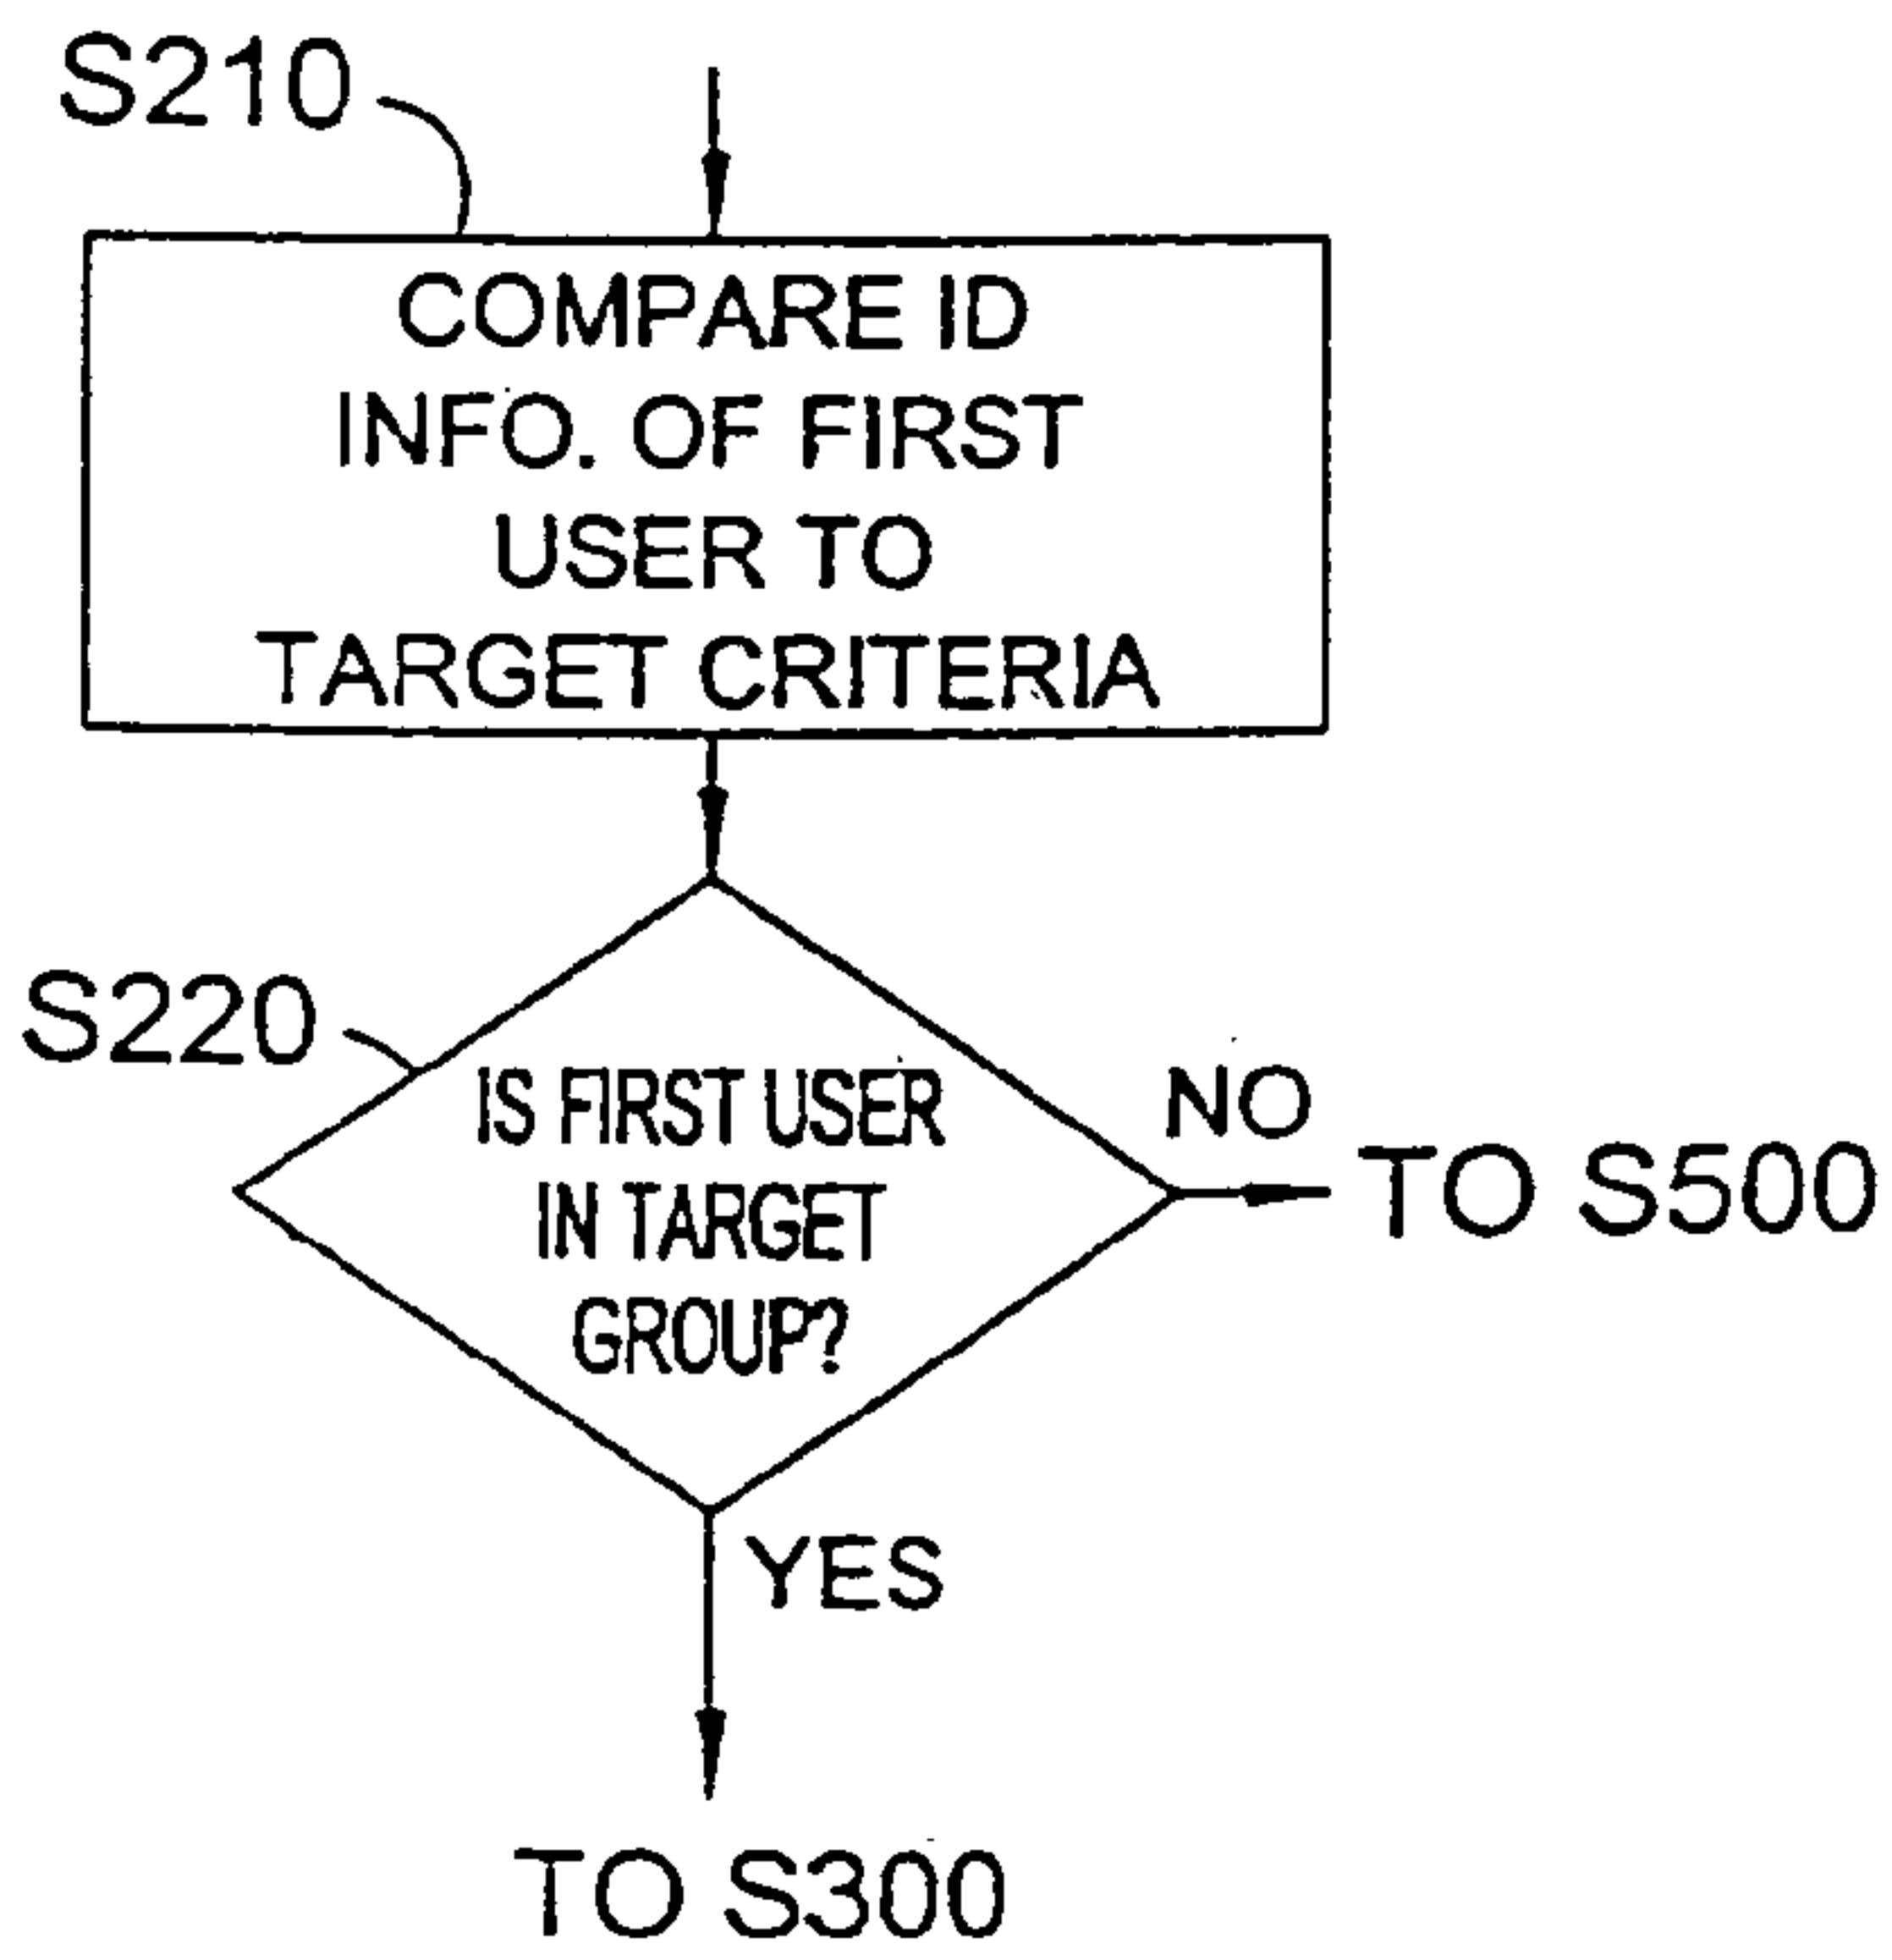 S210
COMPARE ID
INFO. OF FIRST
USER TO
TARGET CRITERIA
S220
IS FIRST USER
IN TARGET
GROUP?
NO
TO S500
YES
TO S300